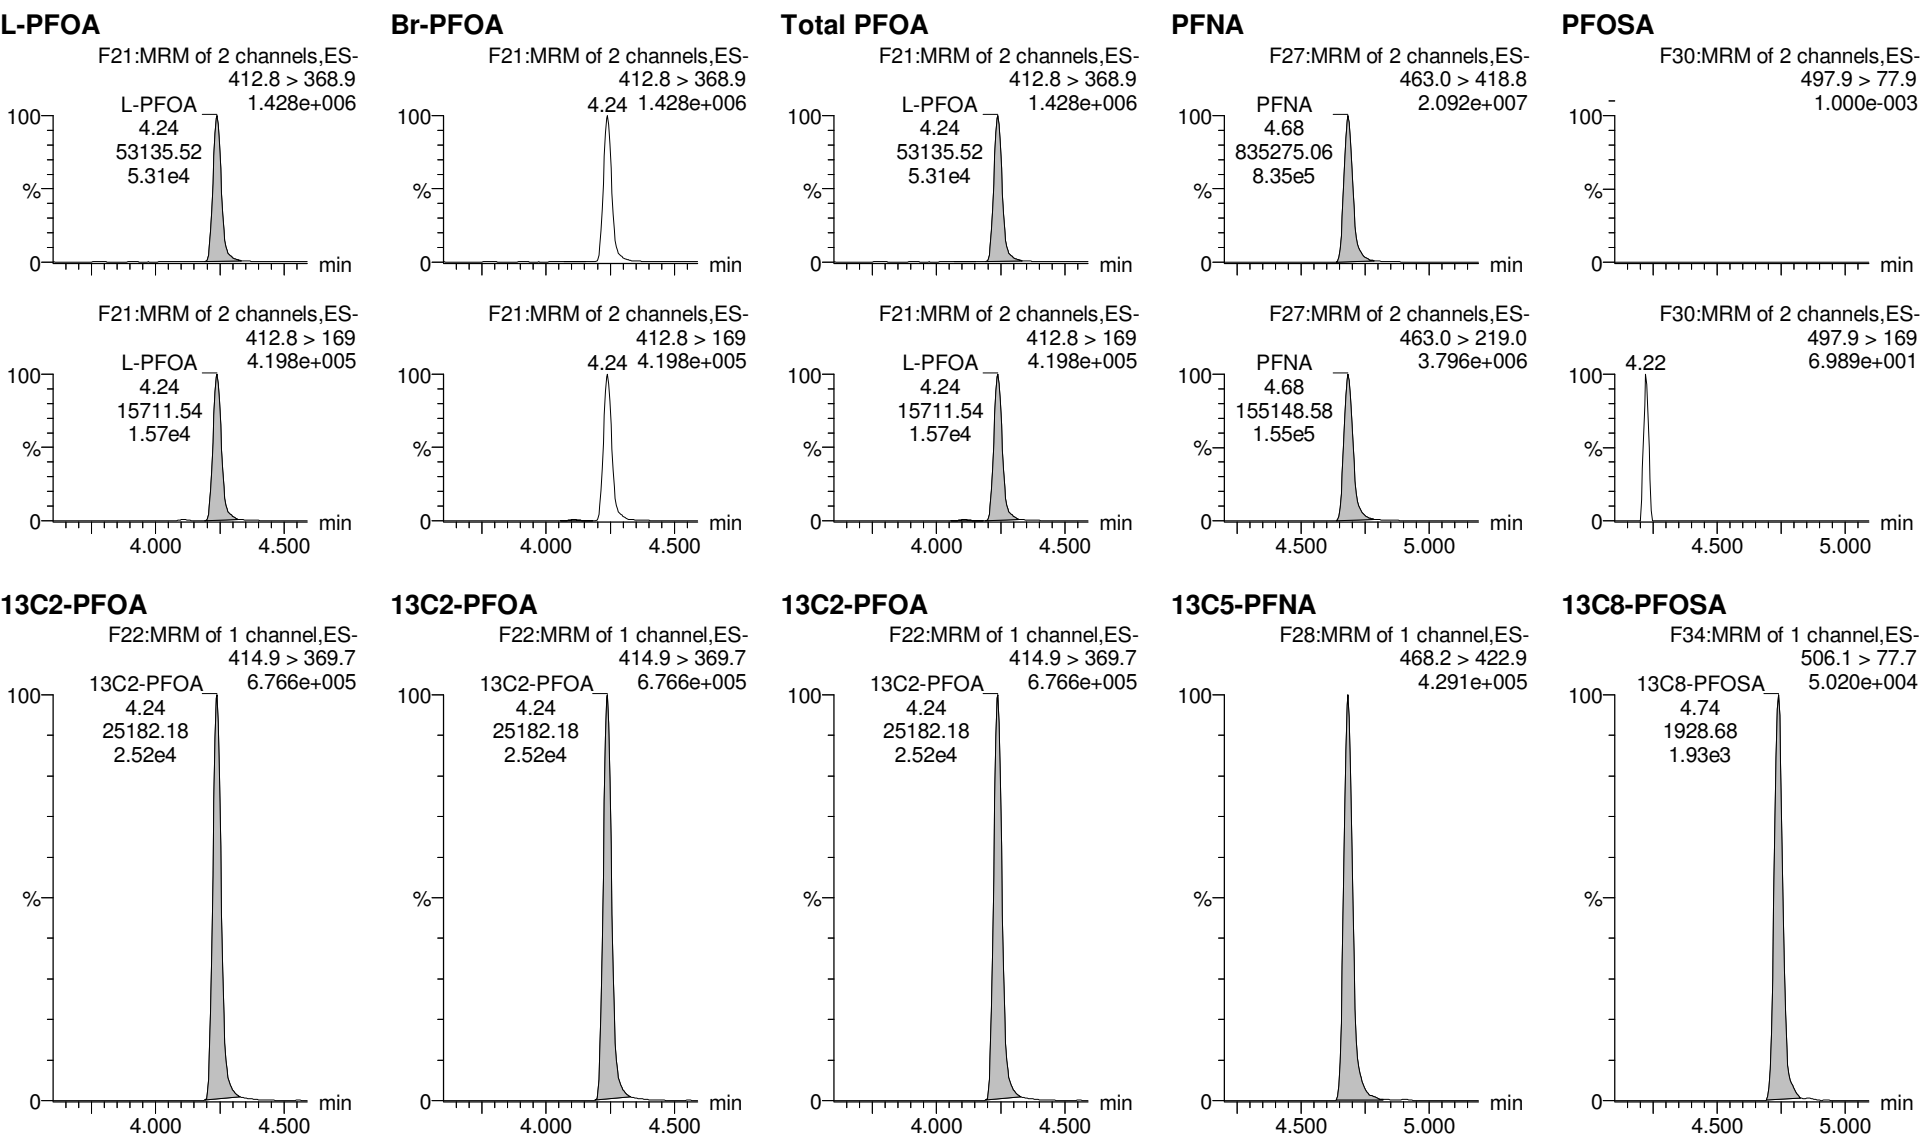 L-PFOA
F21:MRM of 2 channels,ES-
412.8 > 368.9
1.428e+006
L-PFOA
4.24
53135.52
5.31e4
100
%
0
min
F21:MRM of 2 channels,ES-
412.8 > 169
4.198e+005
L-PFOA
4.24
15711.54
1.57e4
100
%
0
min
4.000 4.500
Br-PFOA
F21:MRM of 2 channels,ES-
412.8 > 368.9
4.24 1.428e+006
100
%
0
min
F21:MRM of 2 channels,ES-
412.8 > 169
4.24 4.198e+005
100
%
0
min
4.000 4.500
Total PFOA
F21:MRM of 2 channels,ES-
412.8 > 368.9
1.428e+006
L-PFOA
4.24
53135.52
5.31e4
100
%
0
min
F21:MRM of 2 channels,ES-
412.8 > 169
4.198e+005
L-PFOA
4.24
15711.54
1.57e4
100
%
0
min
4.000 4.500
PFNA
F27:MRM of 2 channels,ES-
463.0 > 418.8
2.092e+007
PFNA
4.68
835275.06
8.35e5
100
%
0
min
F27:MRM of 2 channels,ES-
463.0 > 219.0
3.796e+006
PFNA
4.68
155148.58
1.55e5
100
%
0
min
4.500 5.000
PFOSA
F30:MRM of 2 channels,ES-
497.9 > 77.9
1.000e-003
100
%
0
min
F30:MRM of 2 channels,ES-
497.9 > 169
6.989e+001
4.22
100
%
0
min
4.500 5.000
13C2-PFOA
F22:MRM of 1 channel,ES-
414.9 > 369.7
6.766e+005
13C2-PFOA
4.24
25182.18
2.52e4
100
%
0
min
4.000 4.500
13C2-PFOA
F22:MRM of 1 channel,ES-
414.9 > 369.7
6.766e+005
13C2-PFOA
4.24
25182.18
2.52e4
100
%
0
min
4.000 4.500
13C2-PFOA
F22:MRM of 1 channel,ES-
414.9 > 369.7
6.766e+005
13C2-PFOA
4.24
25182.18
2.52e4
100
%
0
min
4.000 4.500
13C5-PFNA
F28:MRM of 1 channel,ES-
468.2 > 422.9
4.291e+005
100
%
0
min
4.500 5.000
13C8-PFOSA
F34:MRM of 1 channel,ES-
506.1 > 77.7
5.020e+004
13C8-PFOSA
4.74
1928.68
1.93e3
100
%
0
min
4.500 5.000